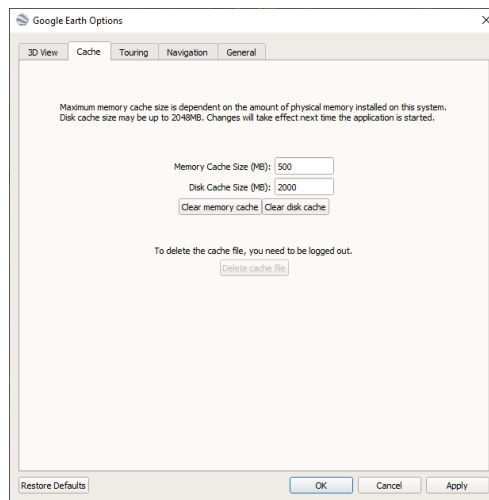 Google Earth Options
3D View Cache Touring Navigation General
Maximum memory cache size is dependent on the amount of physical memory installed on this system.
Disk cache size may be up to 2048MB. Changes will take effect next time the application is started.
Memory Cache Size (MB): 500
Disk Cache Size (MB): 2000
Clear memory cache Clear disk cache
To delete the cache file, you need to be logged out.
Delete cache file
Restore Defaults OK Cancel Apply